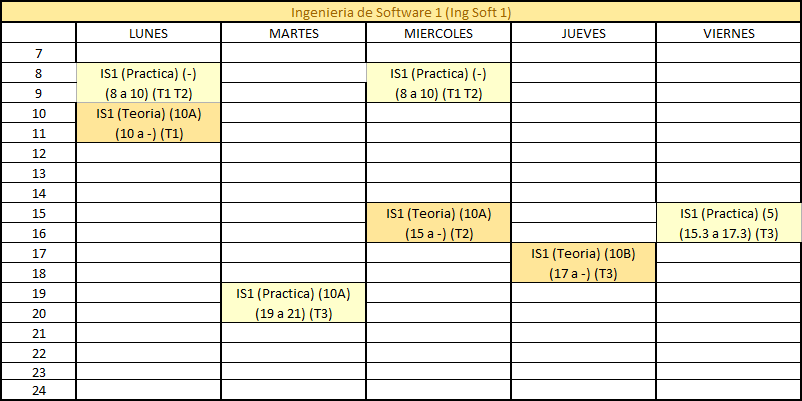 Ingenieria de Software 1 (Ing Soft 1)
LUNES MARTES MIERCOLES JUEVES VIERNES
7
8 IS1 (Practica) (-) IS1 (Practica) (-)
9 (8 a 10) (T1 T2) (8 a 10) (T1 T2)
10 IS1 (Teoria) (10A)
11 (10 a -) (T1)
12
13
14
15 IS1 (Teoria) (10A) IS1 (Practica) (5)
16 (15 a -) (T2) (15.3 a 17.3) (T3)
17 IS1 (Teoria) (10B)
18 (17 a -) (T3)
19 IS1 (Practica) (10A)
20 (19 a 21) (T3)
21
22
23
24